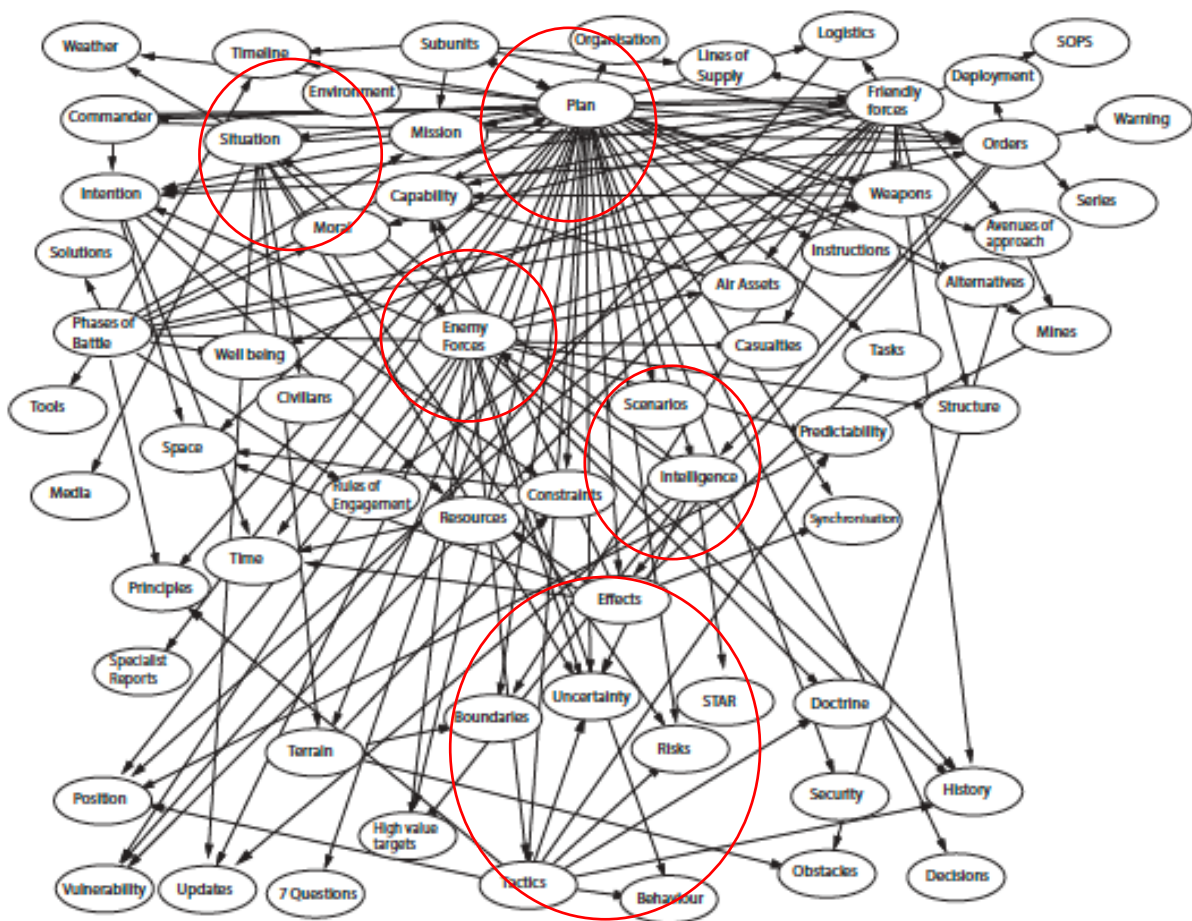 Weather
Timeline
Subunits
Organisation
Logistics
Lines of
Supply
SOPS
Deployment
Environment
Plan
Friendly
forces
Commander
Situation
Mission
Orders
Warning
Intention
Capability
Weapons
Series
Moral
Avenues of
approach
Solutions
Instructions
Air Assets
Alternatives
Phases of
Battle
Well being
Enemy
Forces
Casualties
Tasks
Mines
Tools
Civilians
Scenarios
Structure
Space
Predictability
Media
Rules of
Engagement
Resources
Constraints
Intelligence
Synchronisation
Time
Principles
Effects
Specialist
Reports
Boundaries
Uncertainty
STAR
Doctrine
Terrain
Risks
Position
High value
targets
Security
History
Vulnerability
Updates
7 Questions
Tactics
Behaviour
Obstacles
Decisions